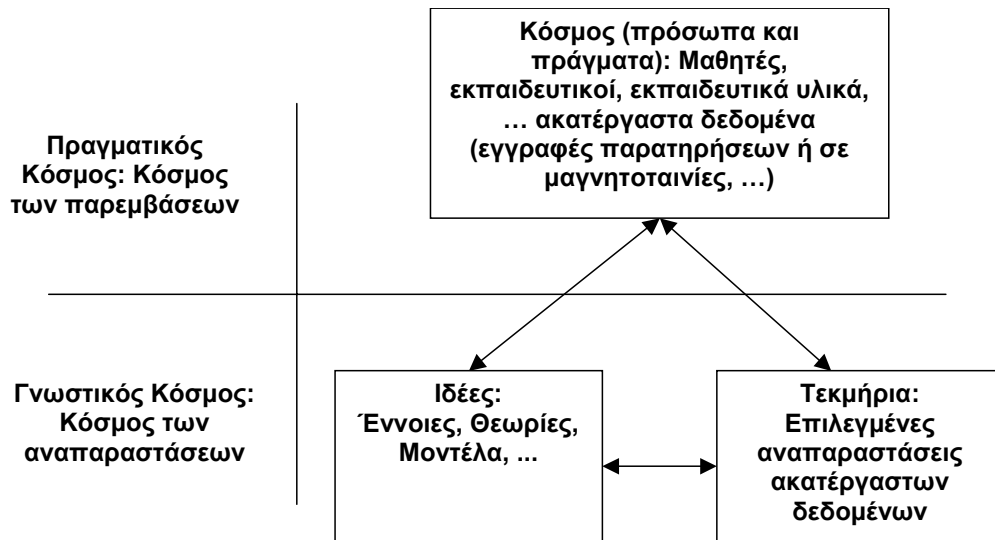 Κόσμος (πρόσωπα και
πράγματα): Μαθητές,
εκπαιδευτικοί, εκπαιδευτικά υλικά,
… ακατέργαστα δεδομένα
(εγγραφές παρατηρήσεων ή σε
μαγνητοταινίες, …)
Πραγματικός
Κόσμος: Κόσμος
των παρεμβάσεων
Γνωστικός Κόσμος:
Κόσμος των
αναπαραστάσεων
Ιδέες:
Έννοιες, Θεωρίες,
Μοντέλα, ...
Τεκμήρια:
Επιλεγμένες
αναπαραστάσεις
ακατέργαστων
δεδομένων